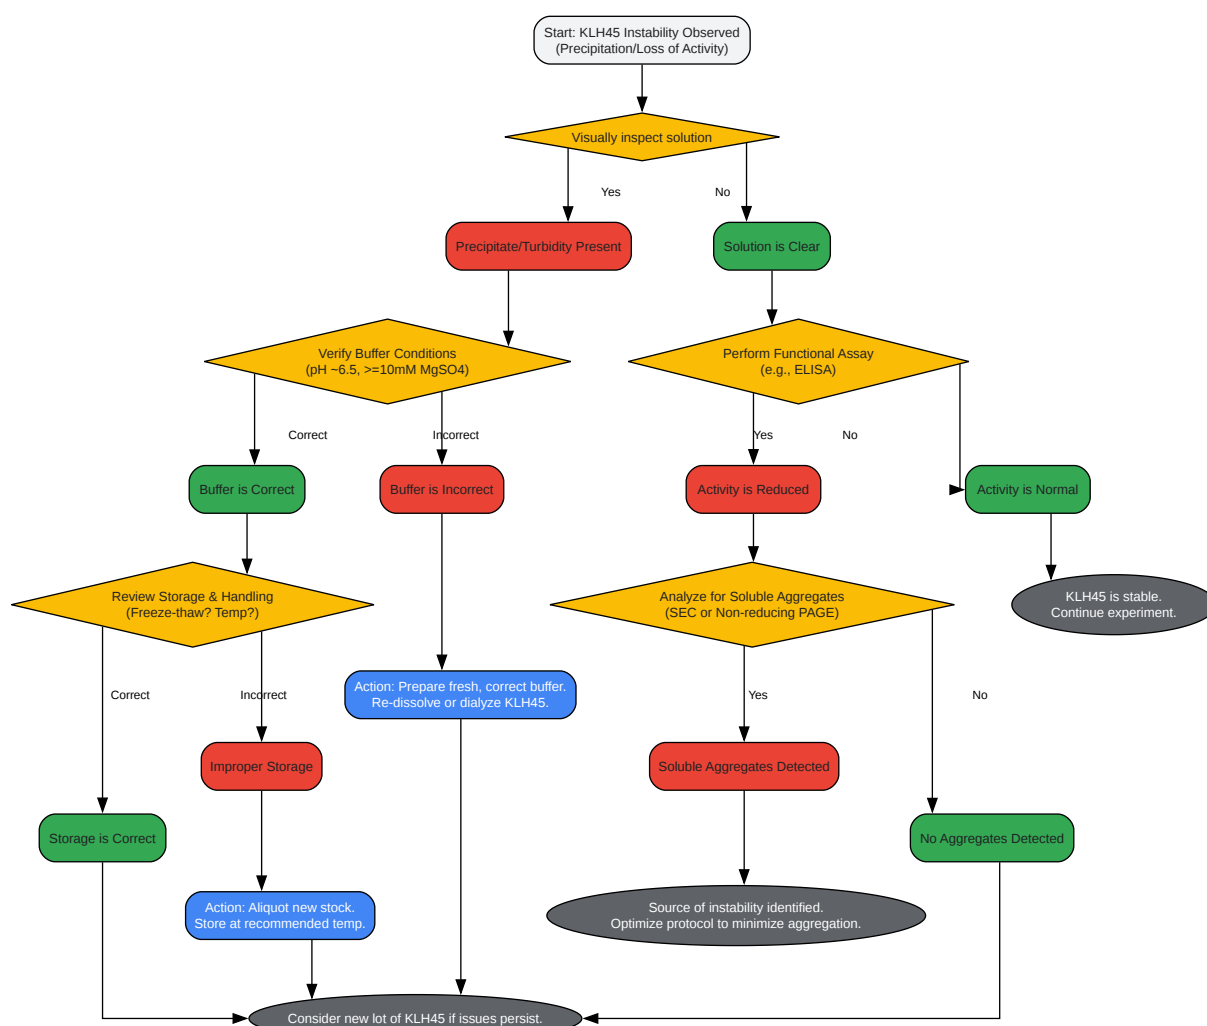 Start: KLH45 Instability Observed
(Precipitation/Loss of Activity)
Visually inspect solution
Yes
No
Precipitate/Turbidity Present
Solution is Clear
Verify Buffer Conditions
(pH ~6.5, >=10mM MgSO4)
Perform Functional Assay
(e.g., ELISA)
Correct
Incorrect
Yes
No
Buffer is Correct
Buffer is Incorrect
Activity is Reduced
Activity is Normal
Review Storage & Handling
(Freeze-thaw? Temp?)
Analyze for Soluble Aggregates
(SEC or Non-reducing PAGE)
KLH45 is stable.
Continue experiment.
Correct
Incorrect
Action: Prepare fresh, correct buffer.
Re-dissolve or dialyze KLH45.
Yes
No
Improper Storage
Soluble Aggregates Detected
Storage is Correct
No Aggregates Detected
Action: Aliquot new stock.
Store at recommended temp.
Source of instability identified.
Optimize protocol to minimize aggregation.
Consider new lot of KLH45 if issues persist.